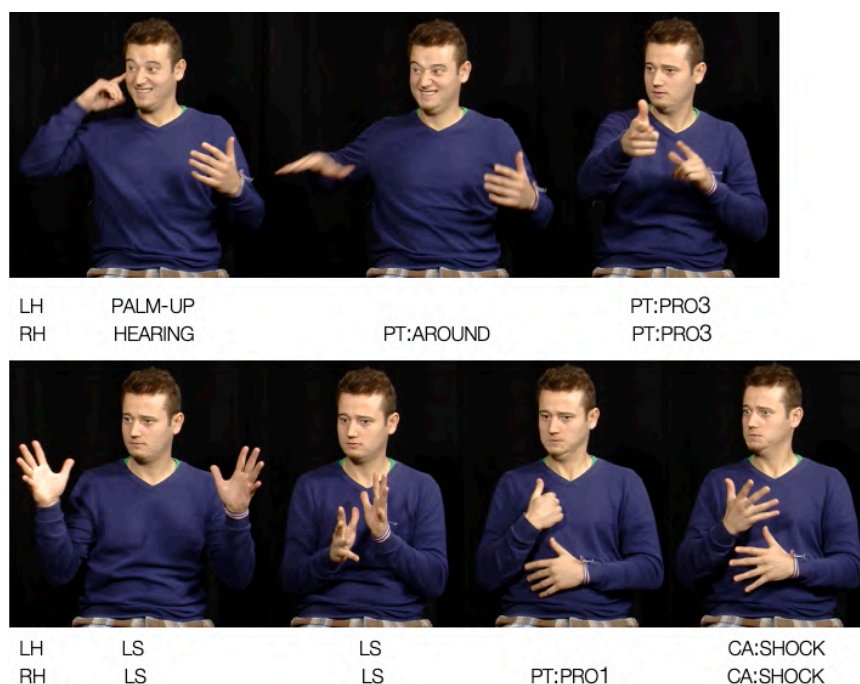 LH PALM-UP PT:PRO3
RH HEARING PT:AROUND PT:PRO3
LH LS LS CA:SHOCK
RH LS LS PT:PRO1 CA:SHOCK